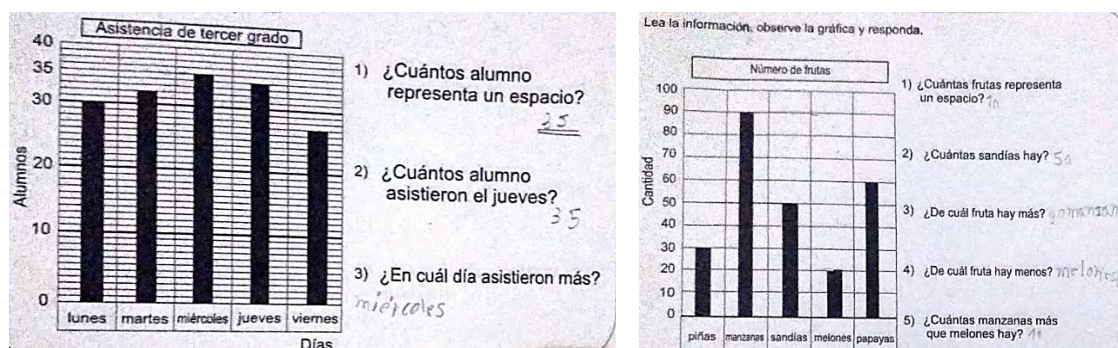 Asistencia de tercer grado
40
35
30
20
10
0
Alumnos
lunes martes miércoles jueves viernes
Días
1) ¿Cuántos alumno
representa un espacio?
25
2) ¿Cuántos alumno
asistieron el jueves?
35
3) ¿En cuál día asistieron más?
miércoles
Lea la información, observe la gráfica y responda.
Número de frutas
100
90
80
70
60
50
40
30
20
10
0
Cantidad
piñas manzanas sandías melones papayas
1) ¿Cuántas frutas representa
un espacio? 10
2) ¿Cuántas sandías hay? 50
3) ¿De cuál fruta hay más?
4) ¿De cuál fruta hay menos? melones
5) ¿Cuántas manzanas más
que melones hay?